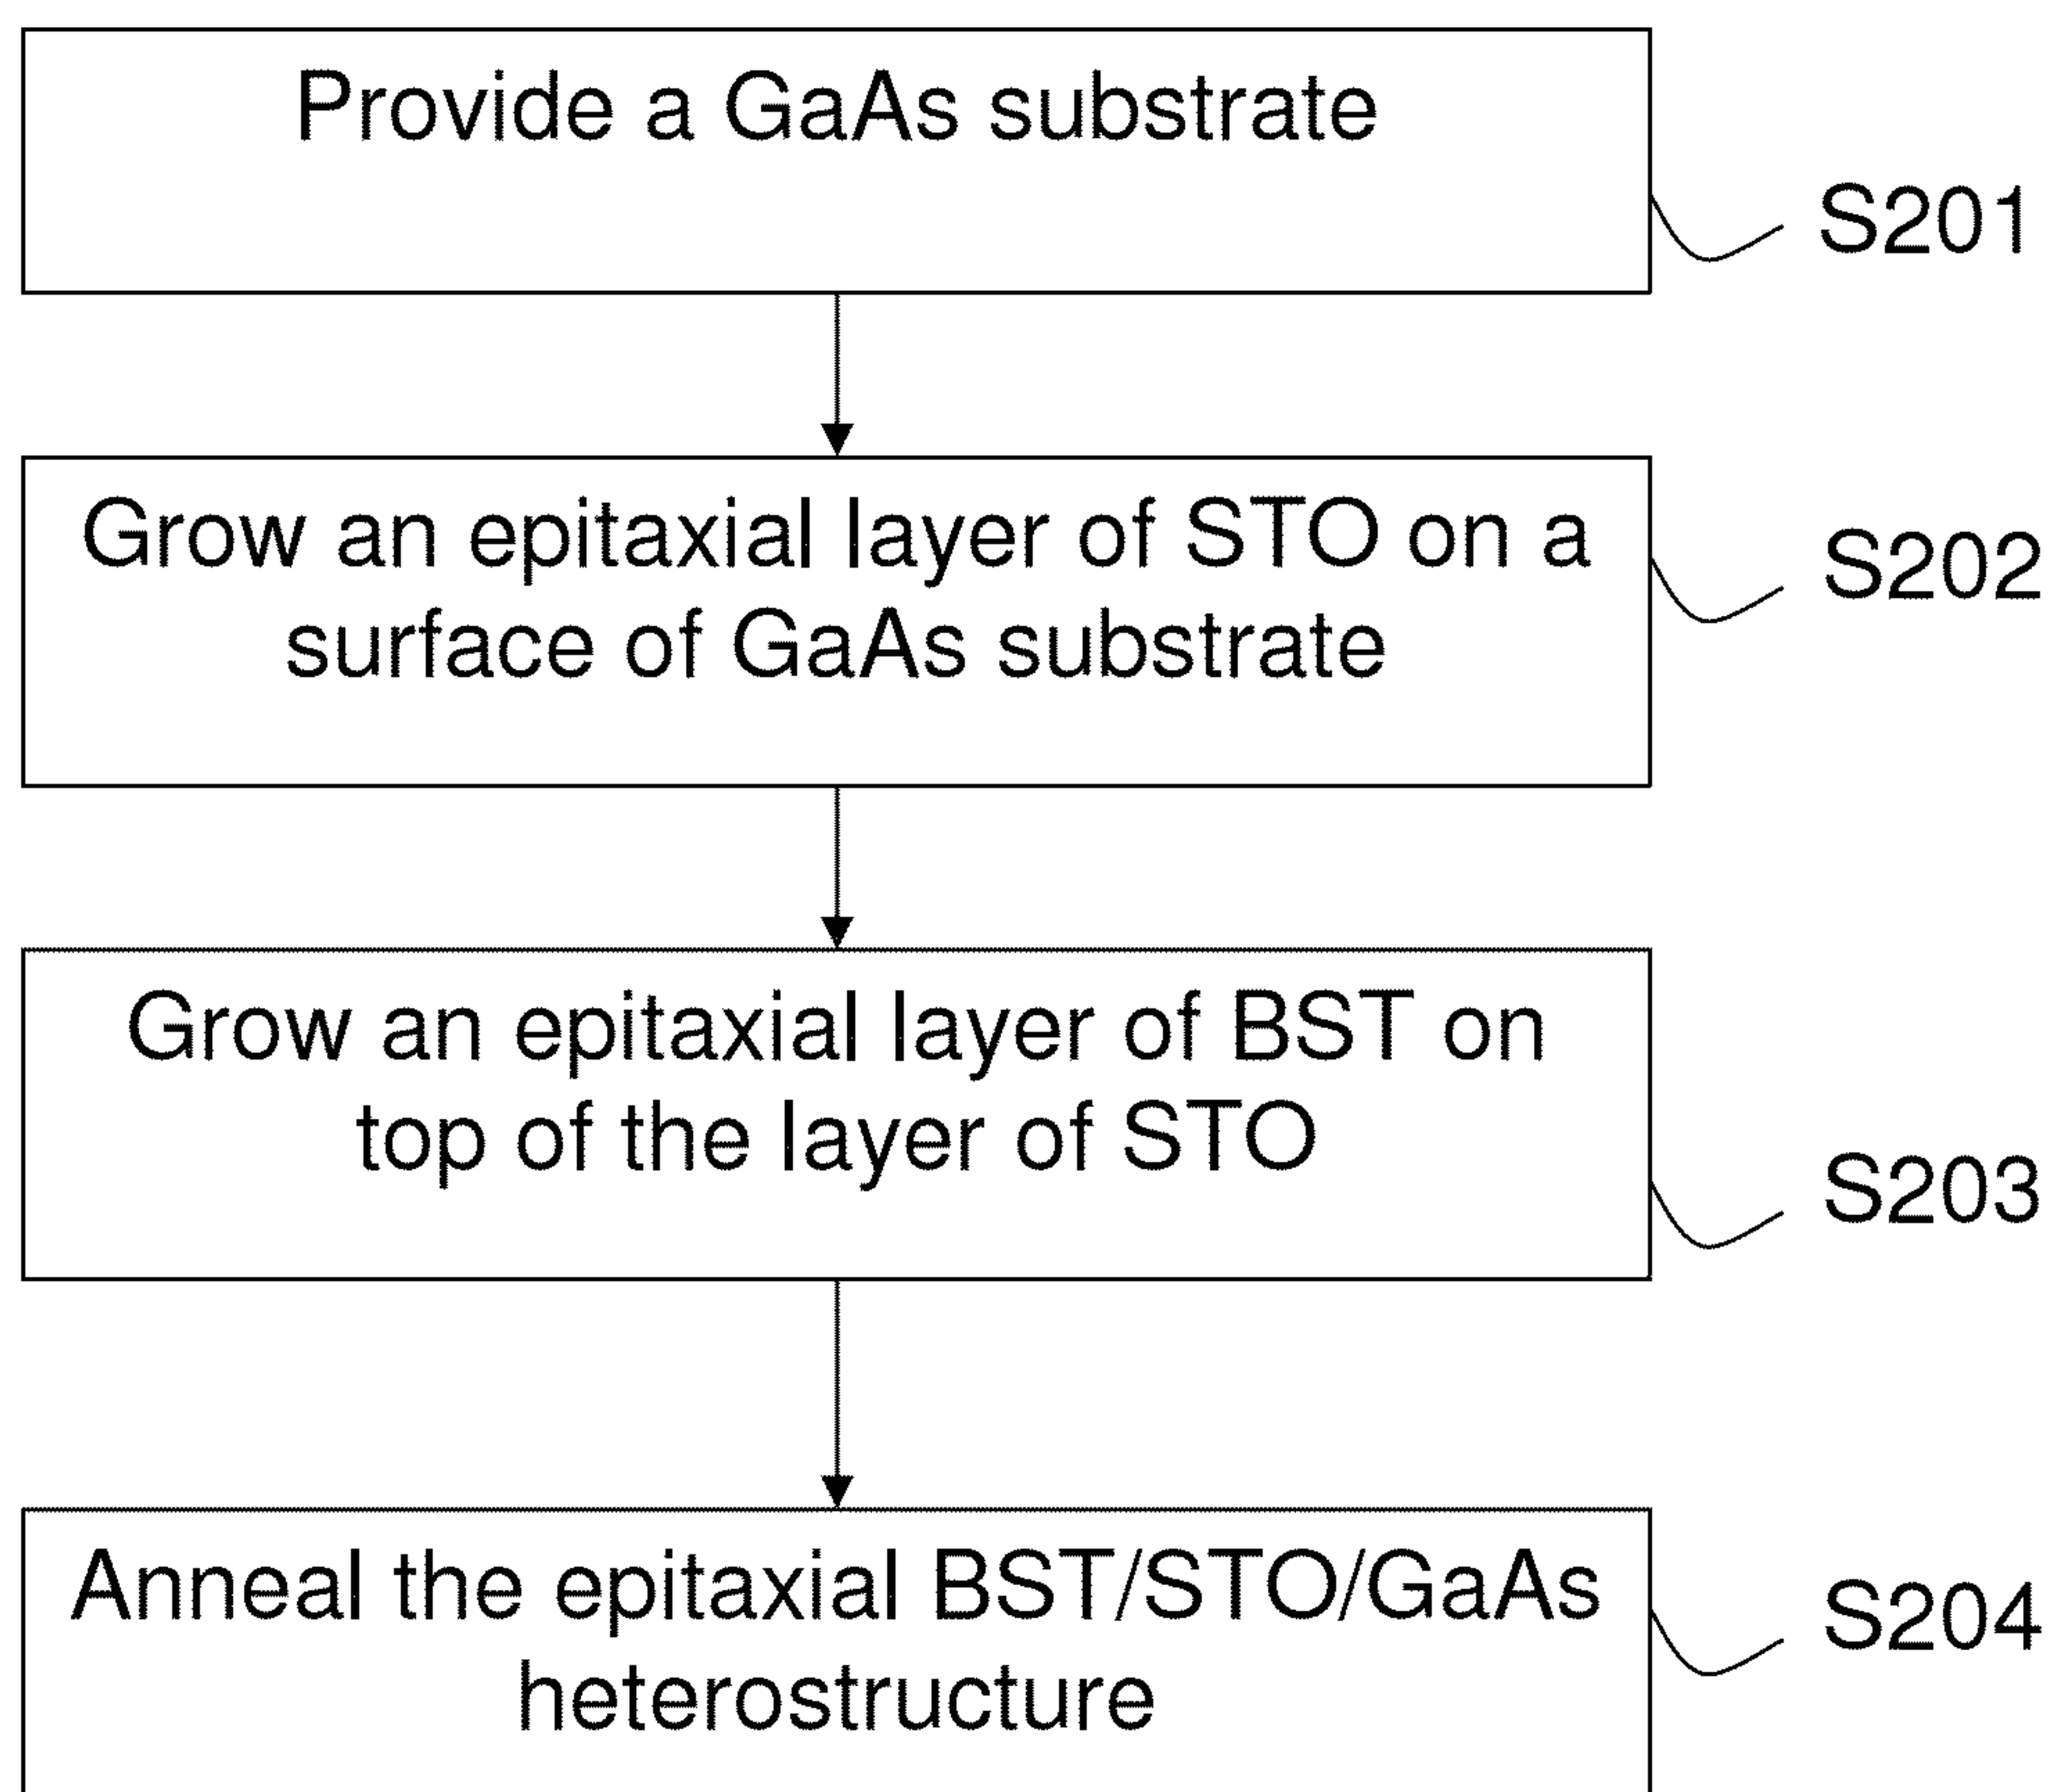 Provide a GaAs substrate
S201
Grow an epitaxial layer of STO on a
surface of GaAs substrate
S202
Grow an epitaxial layer of BST on
top of the layer of STO
S203
Anneal the epitaxial BST/STO/GaAs
heterostructure
S204